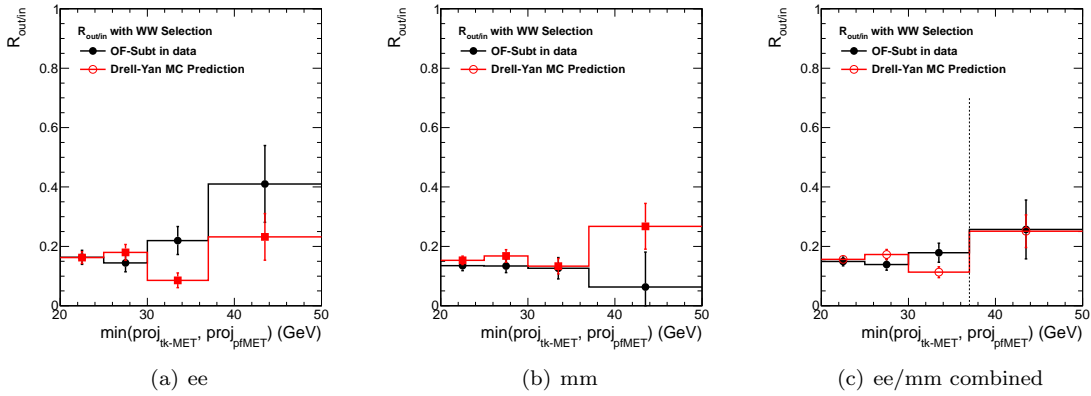 R_out/in
1
0.8
0.6
0.4
0.2
0
R_out/in with WW Selection
OF-Subt in data
Drell-Yan MC Prediction
20 30 40 50
min(proj_tk-MET, proj_pfMET) (GeV)
(a) ee
R_out/in
1
0.8
0.6
0.4
0.2
0
R_out/in with WW Selection
OF-Subt in data
Drell-Yan MC Prediction
20 30 40 50
min(proj_tk-MET, proj_pfMET) (GeV)
(b) mm
R_out/in
1
0.8
0.6
0.4
0.2
0
R_out/in with WW Selection
OF-Subt in data
Drell-Yan MC Prediction
20 30 40 50
min(proj_tk-MET, proj_pfMET) (GeV)
(c) ee/mm combined